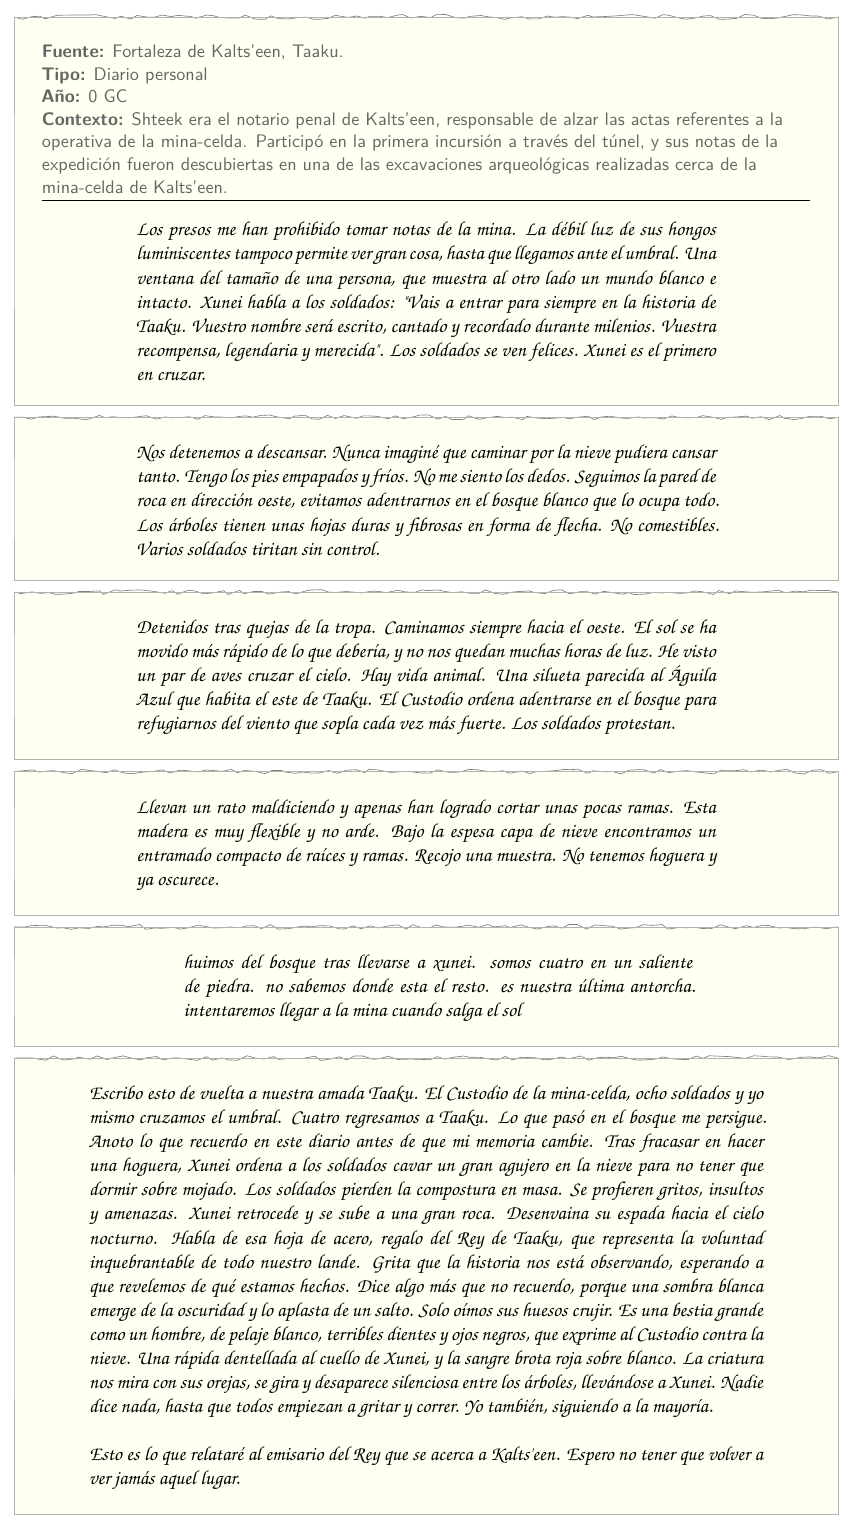 Fuente: Fortaleza de Kalts'een, Taaku.
Tipo: Diario personal
Año: 0 GC
Contexto: Shteek era el notario penal de Kalts'een, responsable de alzar las actas referentes a la
operativa de la mina-celda. Participó en la primera incursión a través del túnel, y sus notas de la
expedición fueron descubiertas en una de las excavaciones arqueológicas realizadas cerca de la
mina-celda de Kalts'een.
Los presos me han prohibido tomar notas de la mina. La débil luz de sus hongos
luminiscentes tampoco permite ver gran cosa, hasta que llegamos ante el umbral. Una
ventana del tamaño de una persona, que muestra al otro lado un mundo blanco e
intacto. Xunei habla a los soldados: "Vais a entrar para siempre en la historia de
Taaku. Vuestro nombre será escrito, cantado y recordado durante milenios. Vuestra
recompensa, legendaria y merecida". Los soldados se ven felices. Xunei es el primero
en cruzar.
Nos detenemos a descansar. Nunca imaginé que caminar por la nieve pudiera cansar
tanto. Tengo los pies empapados y fríos. No me siento los dedos. Seguimos la pared de
roca en dirección oeste, evitamos adentrarnos en el bosque blanco que lo ocupa todo.
Los árboles tienen unas hojas duras y fibrosas en forma de flecha. No comestibles.
Varios soldados tiritan sin control.
Detenidos tras quejas de la tropa. Caminamos siempre hacia el oeste. El sol se ha
movido más rápido de lo que debería, y no nos quedan muchas horas de luz. He visto
un par de aves cruzar el cielo. Hay vida animal. Una silueta parecida al Águila
Azul que habita el este de Taaku. El Custodio ordena adentrarse en el bosque para
refugiarnos del viento que sopla cada vez más fuerte. Los soldados protestan.
Llevan un rato maldiciendo y apenas han logrado cortar unas pocas ramas. Esta
madera es muy flexible y no arde. Bajo la espesa capa de nieve encontramos un
entramado compacto de raíces y ramas. Recojo una muestra. No tenemos hoguera y
ya oscurece.
huimos del bosque tras llevarse a xunei. somos cuatro en un saliente
de piedra. no sabemos donde esta el resto. es nuestra última antorcha.
intentaremos llegar a la mina cuando salga el sol
Escribo esto de vuelta a nuestra amada Taaku. El Custodio de la mina-celda, ocho soldados y yo
mismo cruzamos el umbral. Cuatro regresamos a Taaku. Lo que pasó en el bosque me persigue.
Anoto lo que recuerdo en este diario antes de que mi memoria cambie. Tras fracasar en hacer
una hoguera, Xunei ordena a los soldados cavar un gran agujero en la nieve para no tener que
dormir sobre mojado. Los soldados pierden la compostura en masa. Se profieren gritos, insultos
y amenazas. Xunei retrocede y se sube a una gran roca. Desenvaina su espada hacia el cielo
nocturno. Habla de esa hoja de acero, regalo del Rey de Taaku, que representa la voluntad
inquebrantable de todo nuestro lande. Grita que la historia nos está observando, esperando a
que revelemos de qué estamos hechos. Dice algo más que no recuerdo, porque una sombra blanca
emerge de la oscuridad y lo aplasta de un salto. Solo oímos sus huesos crujir. Es una bestia grande
como un hombre, de pelaje blanco, terribles dientes y ojos negros, que exprime al Custodio contra la
nieve. Una rápida dentellada al cuello de Xunei, y la sangre brota roja sobre blanco. La criatura
nos mira con sus orejas, se gira y desaparece silenciosa entre los árboles, llevándose a Xunei. Nadie
dice nada, hasta que todos empiezan a gritar y correr. Yo también, siguiendo a la mayoría.
Esto es lo que relataré al emisario del Rey que se acerca a Kalts'een. Espero no tener que volver a
ver jamás aquel lugar.